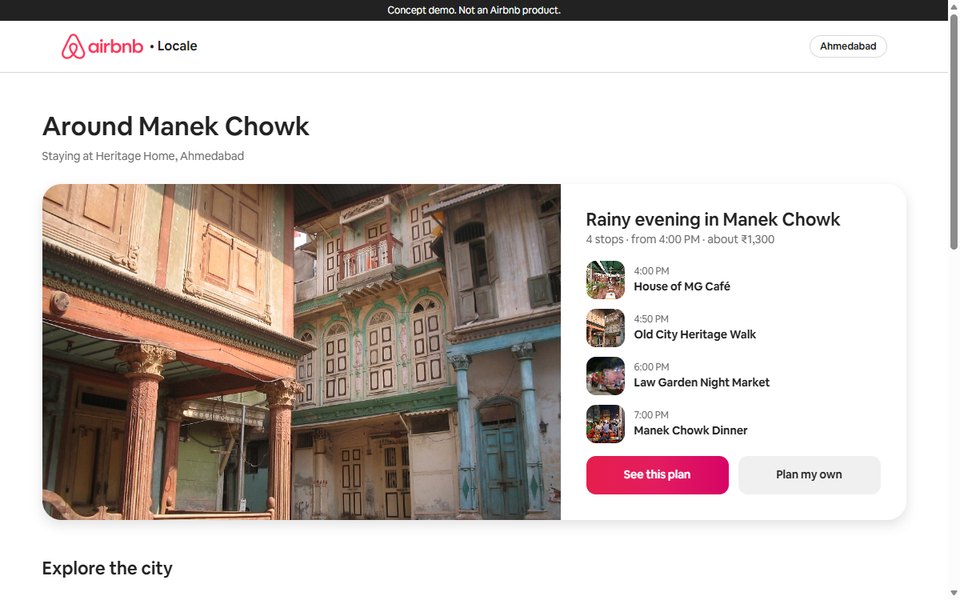 Concept demo. Not an Airbnb product.
airbnb • Locale
Ahmedabad
Around Manek Chowk
Staying at Heritage Home, Ahmedabad
Rainy evening in Manek Chowk
4 stops · from 4:00 PM · about ₹1,300
4:00 PM
House of MG Café
4:50 PM
Old City Heritage Walk
6:00 PM
Law Garden Night Market
7:00 PM
Manek Chowk Dinner
See this plan
Plan my own
Explore the city